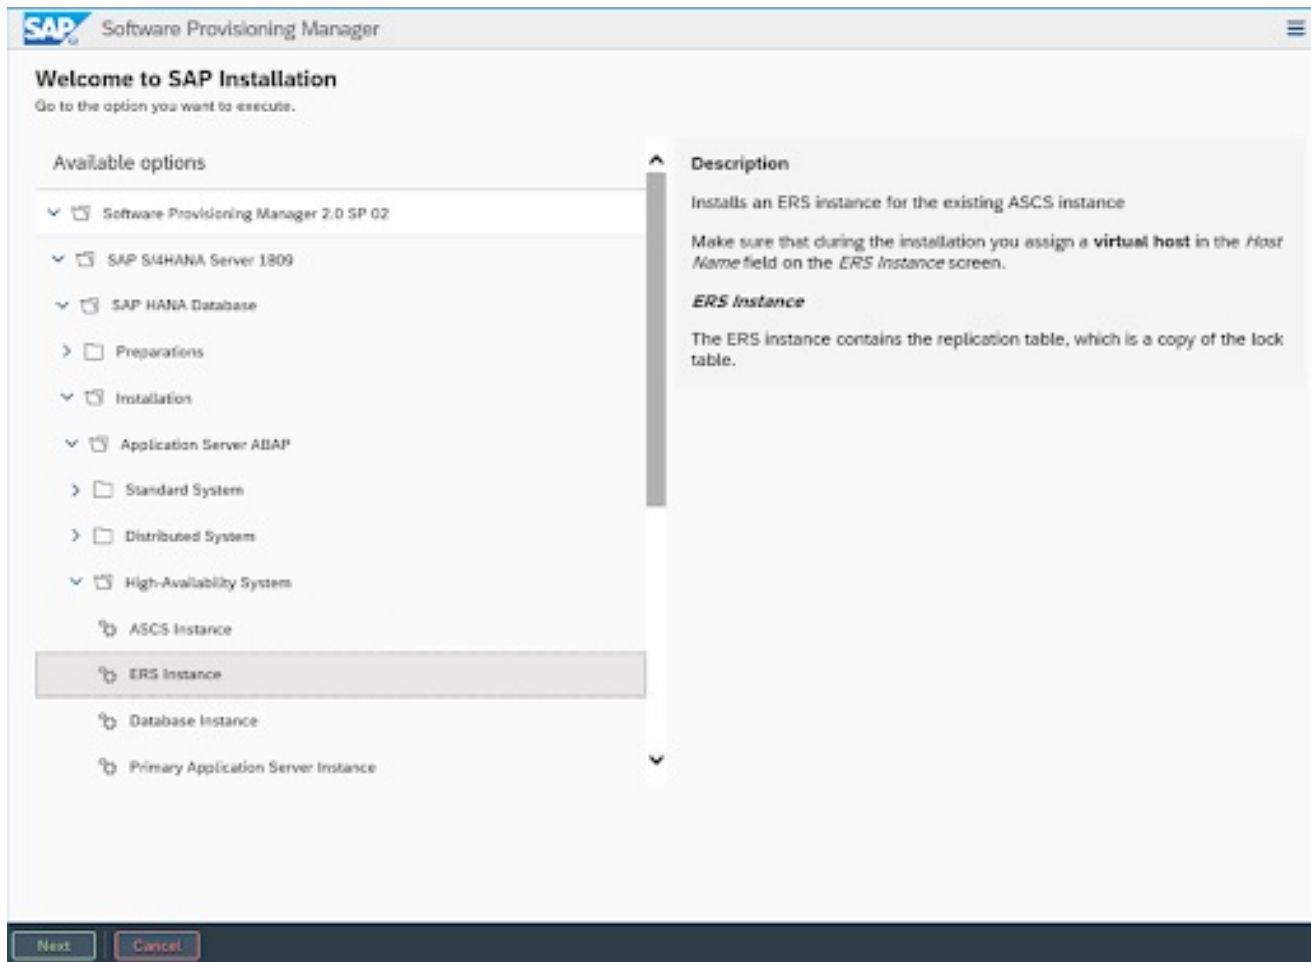 SAP
Software Provisioning Manager
Welcome to SAP Installation
Go to the option you want to execute.
Available options
Software Provisioning Manager 2.0 SP 02
SAP S/4HANA Server 1809
SAP HANA Database
Preparations
Installation
Application Server ABAP
Standard System
Distributed System
High-Availability System
ASCS Instance
ERS Instance
Database Instance
Primary Application Server Instance
Description
Installs an ERS instance for the existing ASCS instance
Make sure that during the installation you assign a virtual host in the Host
Name field on the ERS Instance screen.
ERS Instance
The ERS instance contains the replication table, which is a copy of the lock
table.
Next
Cancel